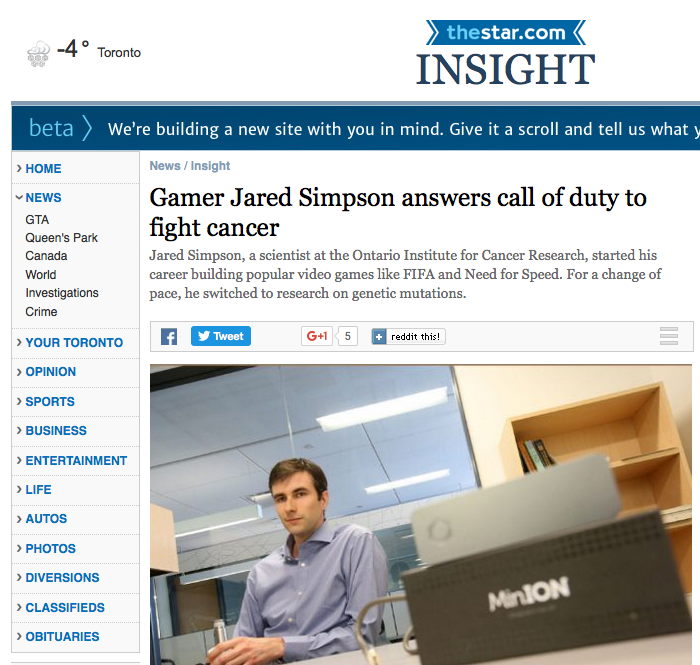 thestar.com
-4° Toronto
INSIGHT
beta We're building a new site with you in mind. Give it a scroll and tell us what y
HOME
NEWS
GTA
Queen's Park
Canada
World
Investigations
Crime
YOUR TORONTO
OPINION
SPORTS
BUSINESS
ENTERTAINMENT
LIFE
AUTOS
PHOTOS
DIVERSIONS
CLASSIFIEDS
OBITUARIES
News / Insight
Gamer Jared Simpson answers call of duty to
fight cancer
Jared Simpson, a scientist at the Ontario Institute for Cancer Research, started his
career building popular video games like FIFA and Need for Speed. For a change of
pace, he switched to research on genetic mutations.
Tweet G+1 5 reddit this!
MinION